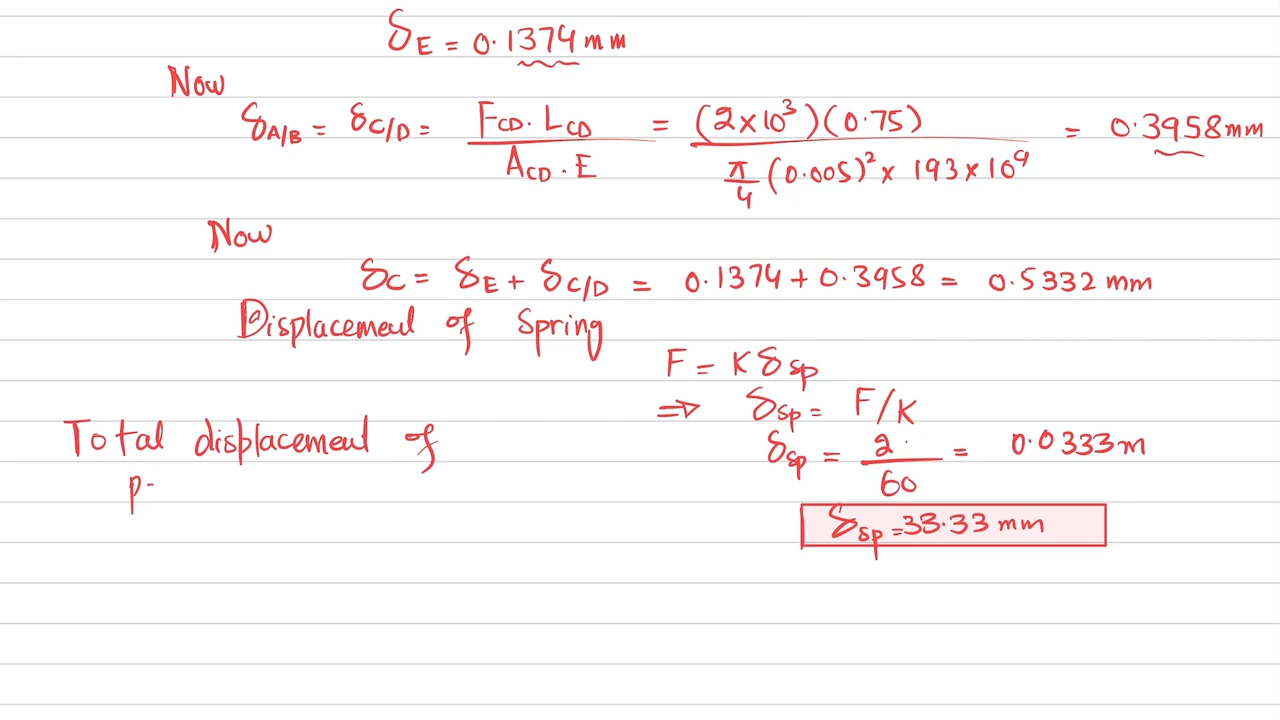 δE = 0.1374 mm
Now
δA/B = δC/D = FCD · LCD / ACD · E = (2×10³)(0.75) / π/4 (0.005)² × 193×10⁹ = 0.3958 mm
Now
δC = δE + δC/D = 0.1374 + 0.3958 = 0.5332 mm
Displacement of Spring
F = K δsp
⇒ δsp = F/K
Total displacement of
δsp = 2 / 60 = 0.0333 m
p-
δsp = 33.33 mm